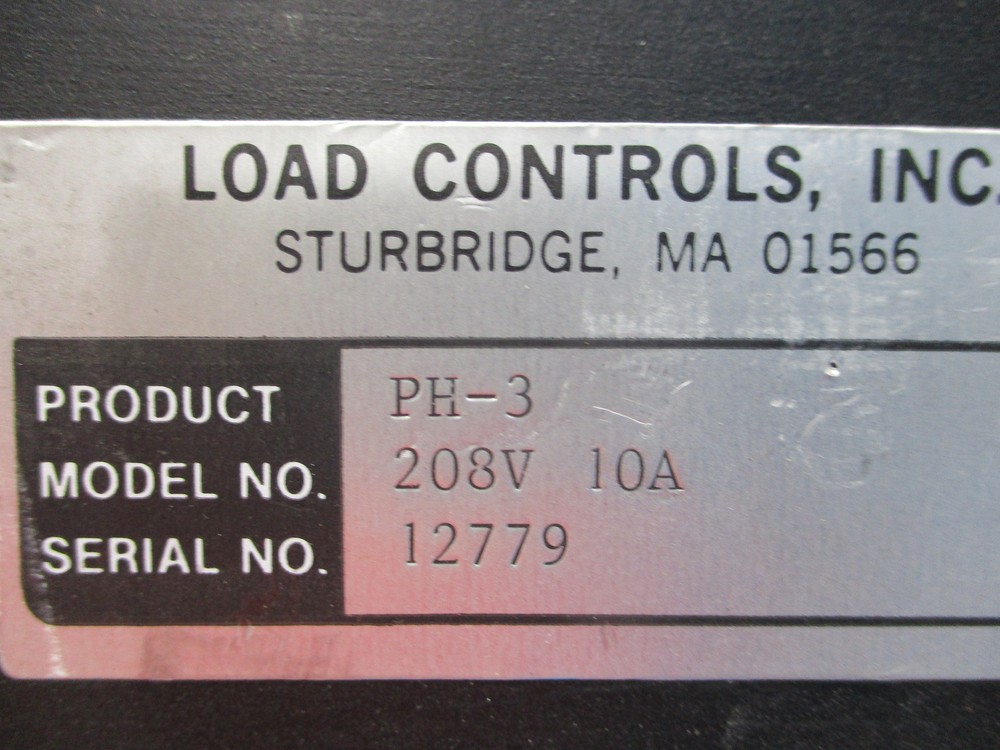 LOAD CONTROLS, INC.
STURBRIDGE, MA 01566
PRODUCT PH-3
MODEL NO. 208V 10A
SERIAL NO. 12779